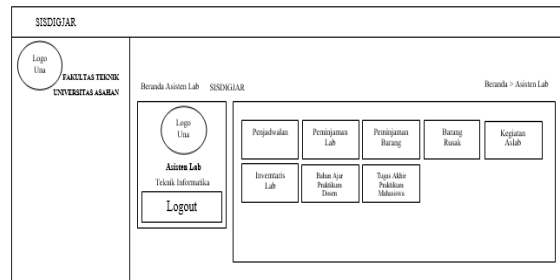 SISDIGJAR
Logo
Una
FAKULTAS TEKNIK
UNIVERSITAS ASAHAN
Beranda Asisten Lab SISDIGJAR
Beranda > Asisten Lab
Logo
Una
Asisten Lab
Teknik Informatika
Logout
Penjadwalan
Peminjaman
Lab
Peminjaman
Barang
Barang
Rusak
Kegiatan
Aslab
Inventaris
Lab
Bahan Ajar
Praktikum
Dosen
Tugas Akhir
Praktikum
Mahasiswa